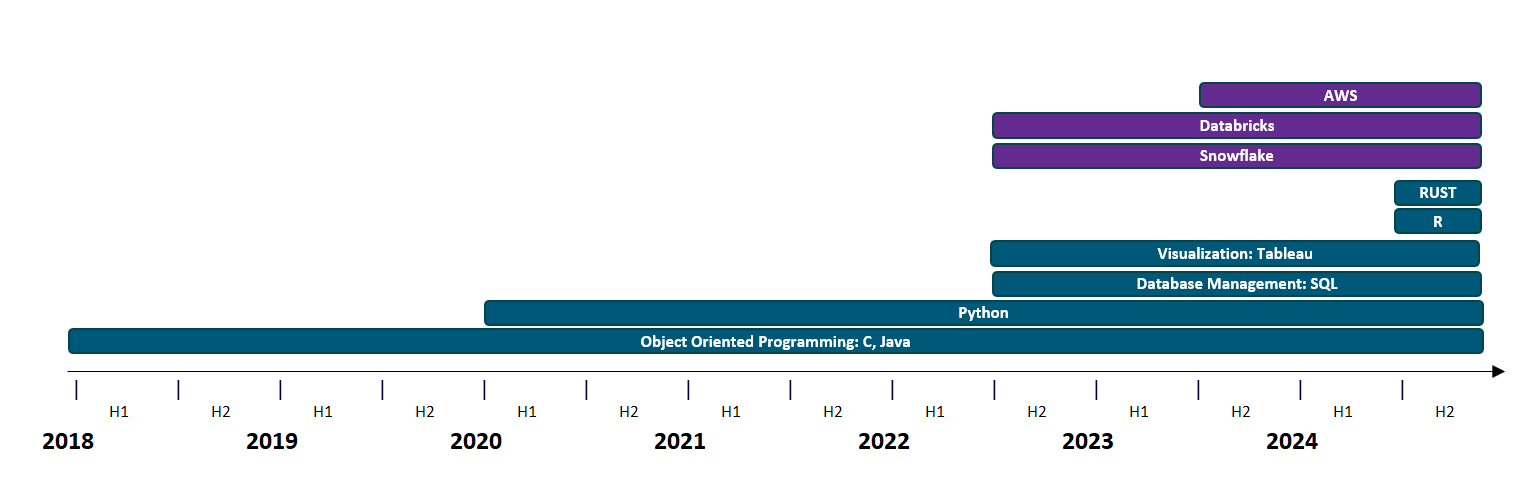 AWS
Databricks
Snowflake
RUST
R
Visualization: Tableau
Database Management: SQL
Python
Object Oriented Programming: C, Java
H1 H2 H1 H2 H1 H2 H1 H2 H1 H2 H1 H2 H1 H2
2018 2019 2020 2021 2022 2023 2024